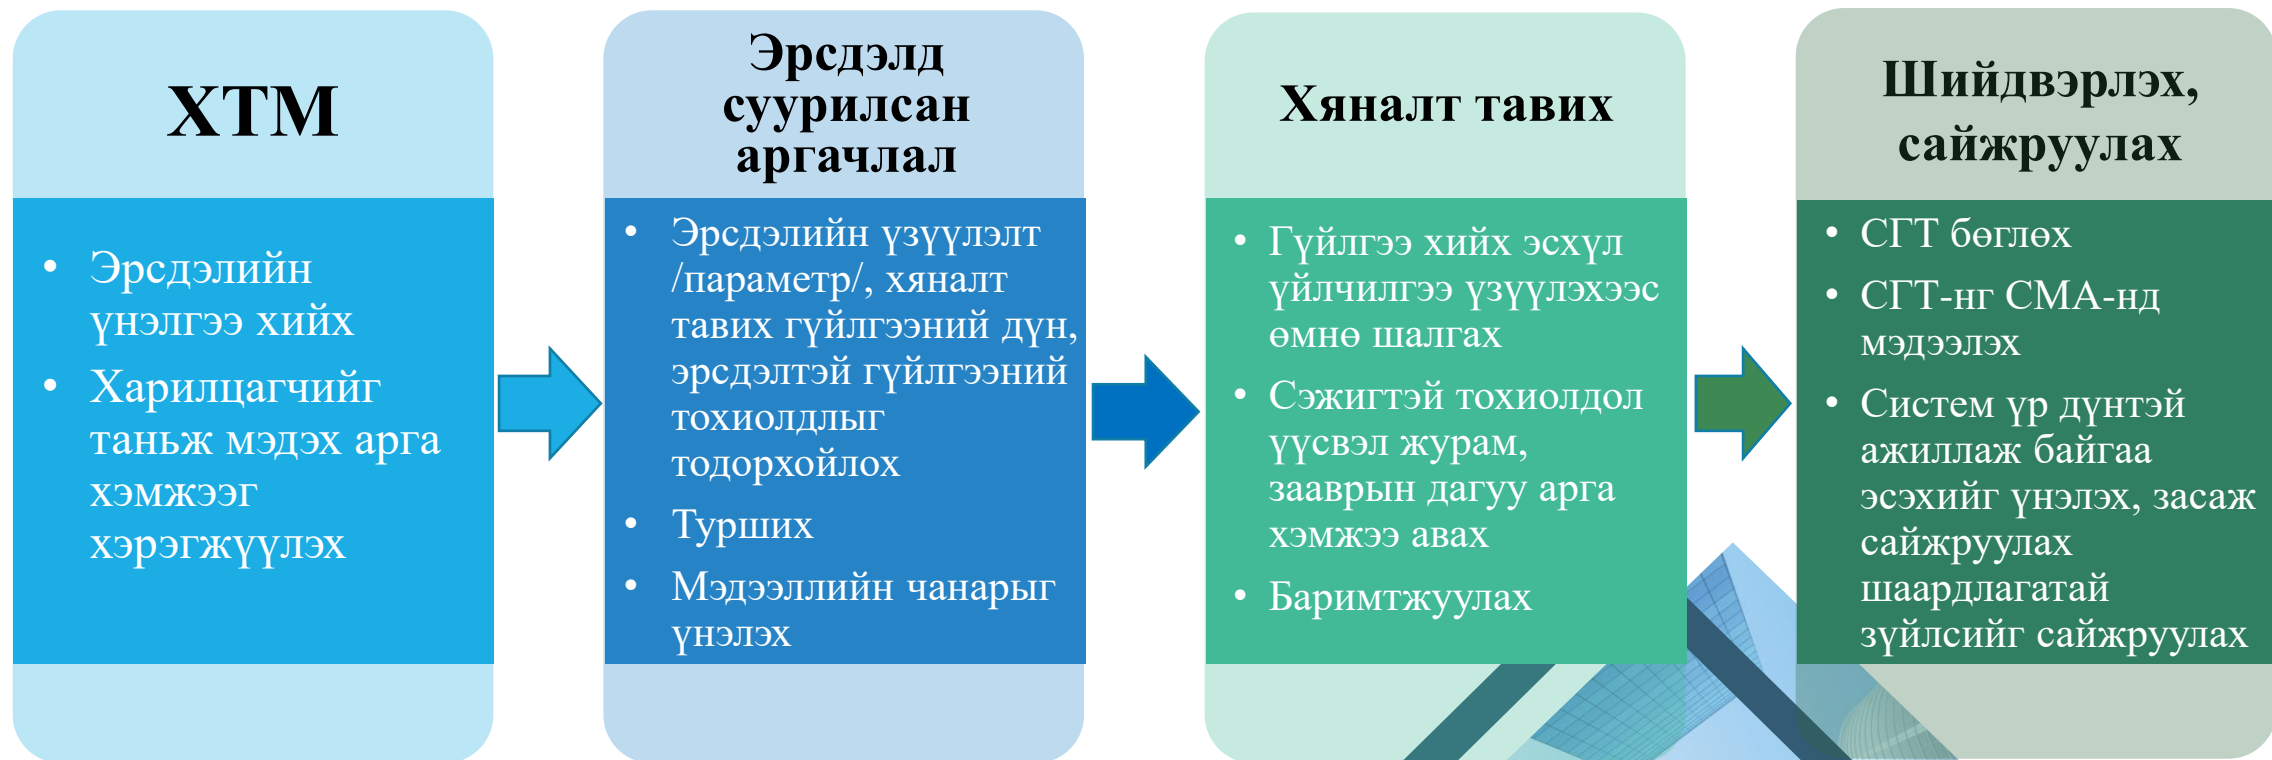 ХТМ
• Эрсдэлийн
үнэлгээ хийх
• Харилцагчийг
таньж мэдэх арга
хэмжээг
хэрэгжүүлэх
Эрсдэлд
суурилсан
аргачлал
• Эрсдэлийн үзүүлэлт
/параметр/, хяналт
тавих гүйлгээний дүн,
эрсдэлтэй гүйлгээний
тохиолдлыг
тодорхойлох
• Турших
• Мэдээллийн чанарыг
үнэлэх
Хяналт тавих
• Гүйлгээ хийх эсхүл
үйлчилгээ үзүүлэхээс
өмнө шалгах
• Сэжигтэй тохиолдол
үүсвэл журам,
зааврын дагуу арга
хэмжээ авах
• Баримтжуулах
Шийдвэрлэх,
сайжруулах
• СГТ бөглөх
• СГТ-нг СМА-нд
мэдээлэх
• Систем үр дүнтэй
ажиллаж байгаа
эсэхийг үнэлэх, засаж
сайжруулах
шаардлагатай
зүйлсийг сайжруулах